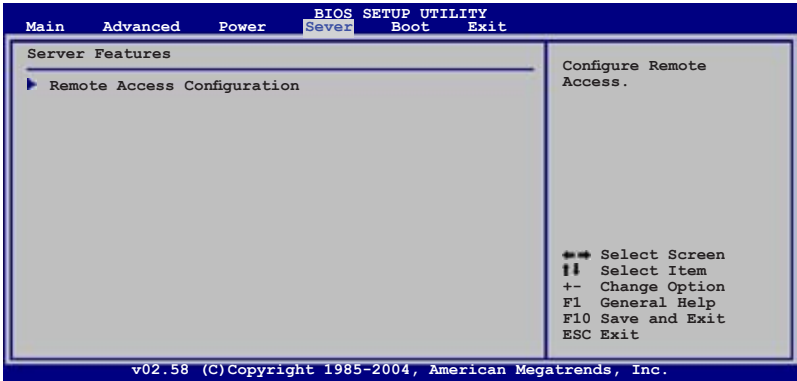 BIOS SETUP UTILITY
Main Advanced Power Sever Boot Exit
Server Features
Remote Access Configuration
Configure Remote
Access.
Select Screen
Select Item
+- Change Option
F1 General Help
F10 Save and Exit
ESC Exit
v02.58 (C)Copyright 1985-2004, American Megatrends, Inc.